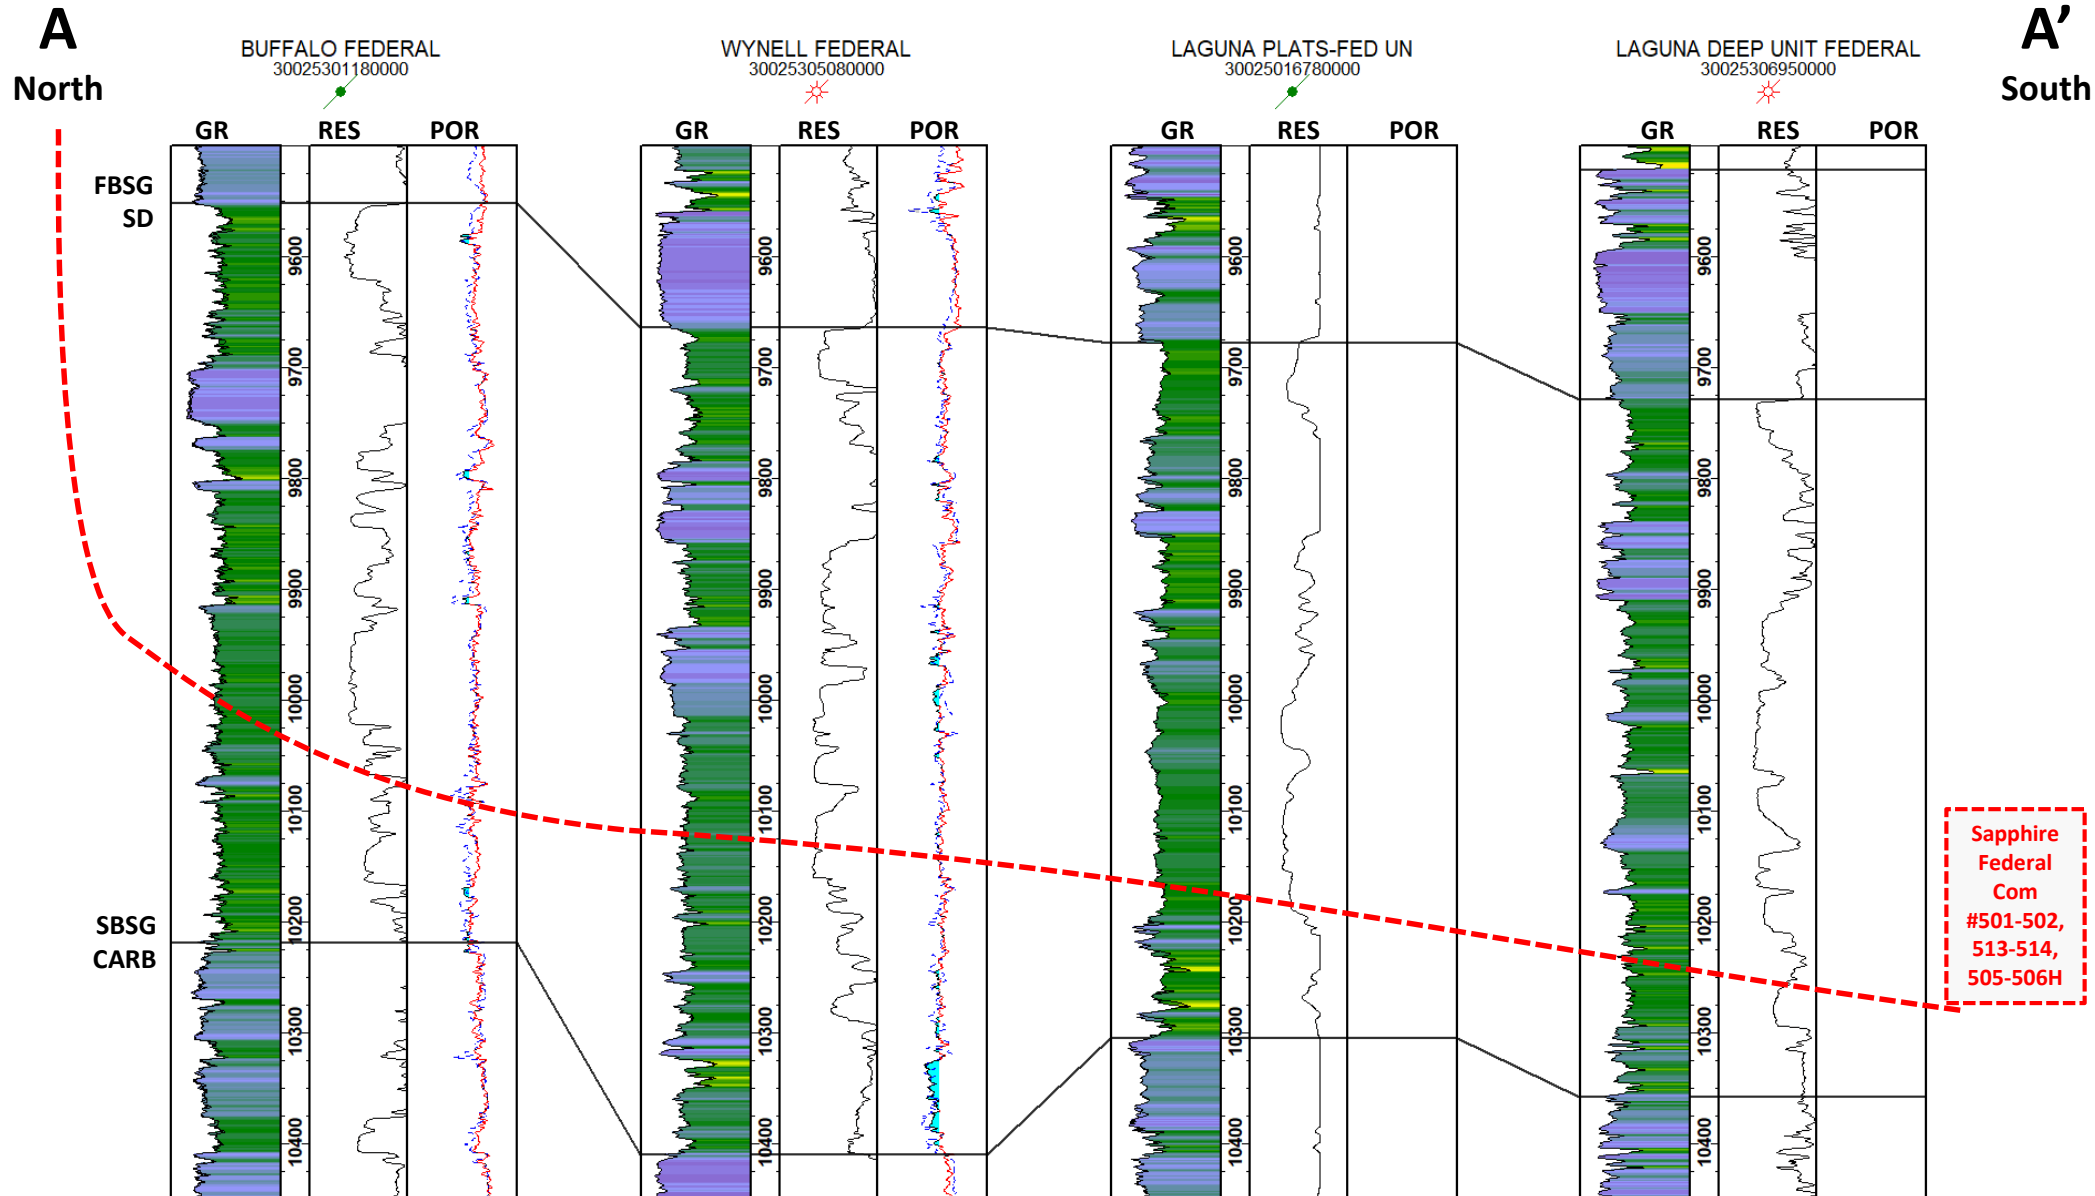 A
North
A’
South
BUFFALO FEDERAL
30025301180000
WYNELL FEDERAL
30025305080000
LAGUNA PLATS-FED UN
30025016780000
LAGUNA DEEP UNIT FEDERAL
30025306950000
GR RES POR
GR RES POR
GR RES POR
GR RES POR
FBSG
SD
SBSG
CARB
9600
9700
9800
9900
10000
10100
10200
10300
10400
9600
9700
9800
9900
10000
10100
10200
10300
10400
9600
9700
9800
9900
10000
10100
10200
10300
10400
9600
9700
9800
9900
10000
10100
10200
10300
10400
Sapphire
Federal
Com
#501-502,
513-514,
505-506H